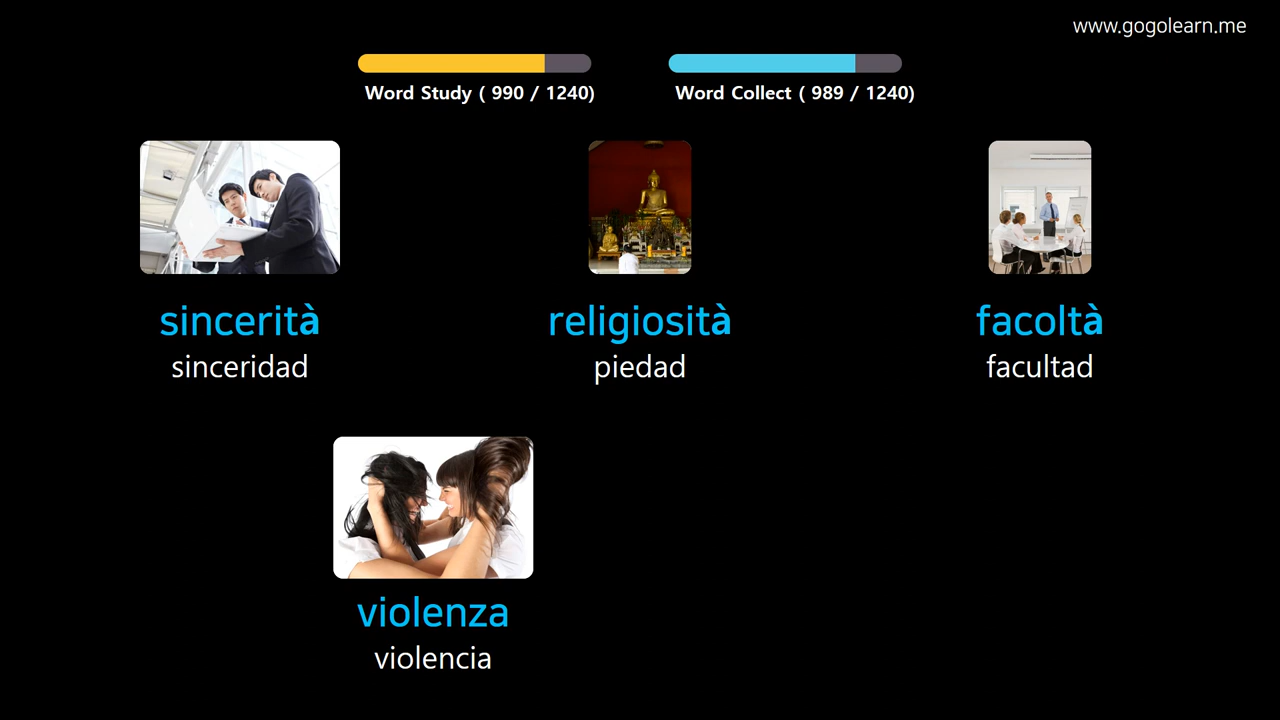 www.gogolearn.me
Word Study ( 990 / 1240)
Word Collect ( 989 / 1240)
sincerità
religiosità
facoltà
sinceridad
piedad
facultad
violenza
violencia